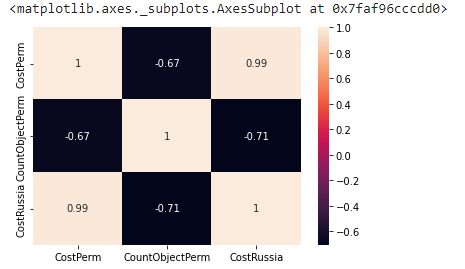 <matplotlib.axes._subplots.AxesSubplot at 0x7faf96cccdd0>
CostPerm
CountObjectPerm
CostRussia
1 -0.67 0.99
-0.67 1 -0.71
0.99 -0.71 1
CostPerm CountObjectPerm CostRussia
1.0
0.8
0.6
0.4
0.2
0.0
−0.2
−0.4
−0.6